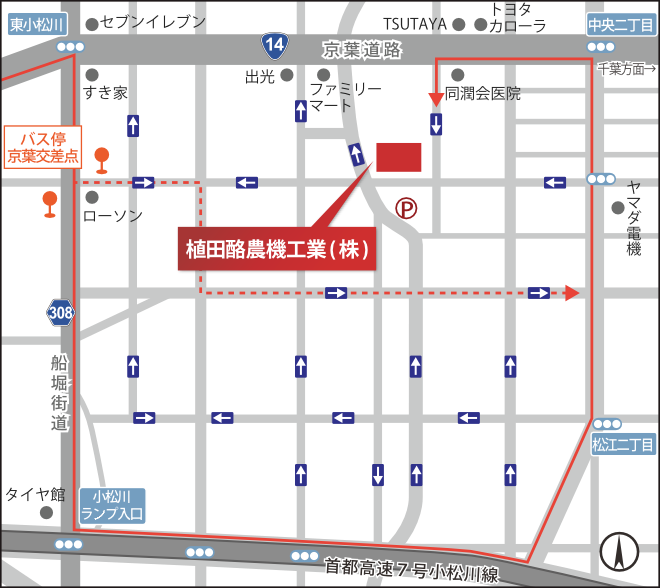 東小松川
セブンイレブン
14
京葉道路
TSUTAYA
トヨタ
カローラ
中央二丁目
千葉方面→
すき家
出光
ファミリー
マート
同潤会医院
バス停
京葉交差点
ローソン
P
ヤマダ電機
植田酪農機工業(株)
308
船堀街道
松江二丁目
タイヤ館
小松川
ランプ入口
首都高速7号小松川線